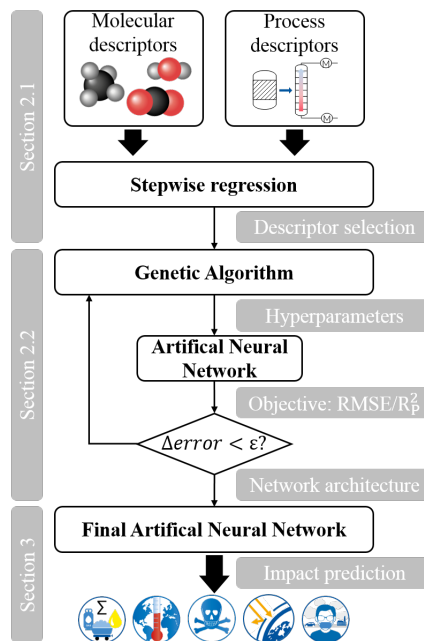 Section 2.1
Molecular
descriptors
Process
descriptors
M
M
Stepwise regression
Descriptor selection
Section 2.2
Genetic Algorithm
Hyperparameters
Artifical Neural
Network
Objective: RMSE/R²ₚ
Δerror < ε?
Network architecture
Section 3
Final Artifical Neural Network
Impact prediction
Σ